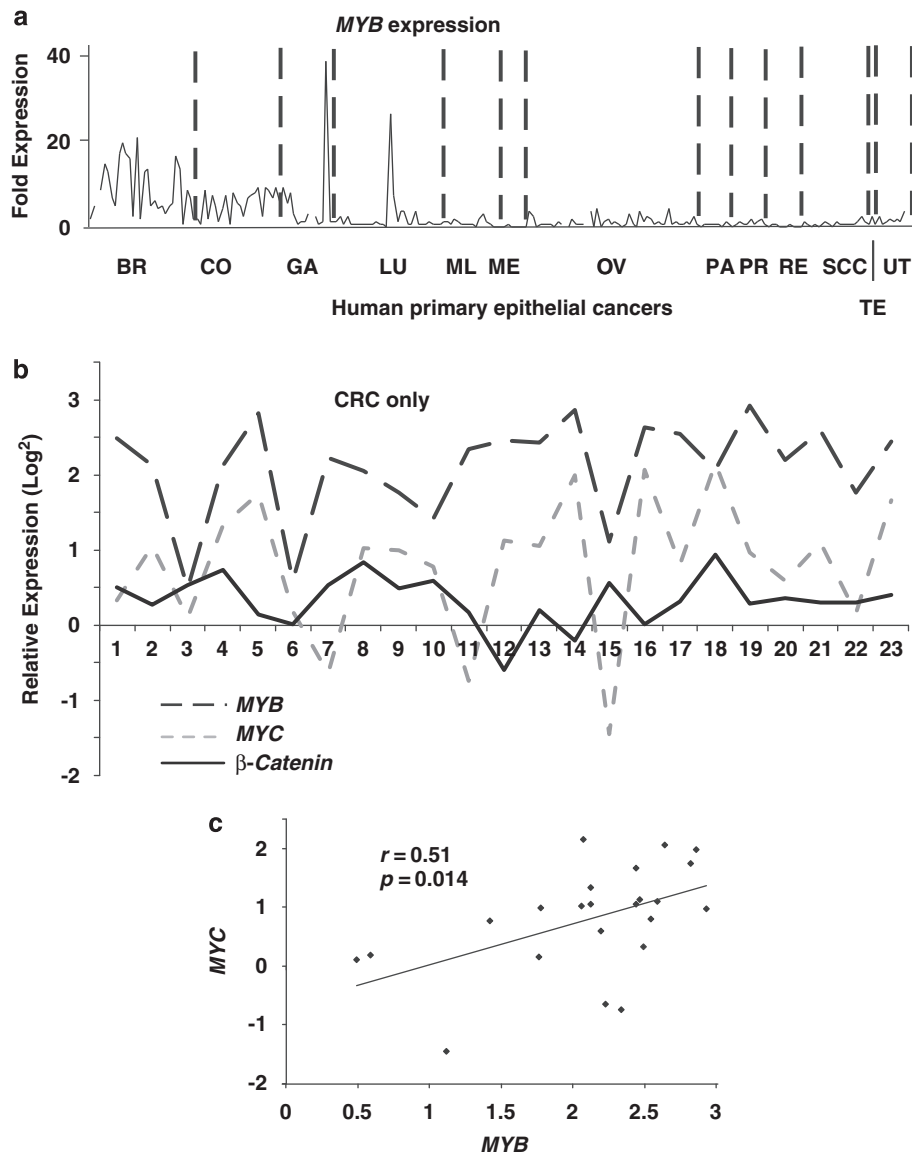 a
MYB expression
Fold Expression
40
20
0
BR CO GA LU ML ME OV PA PR RE SCC UT
TE
Human primary epithelial cancers
b
CRC only
Relative Expression (Log²)
3
2
1
0
-1
-2
1 2 3 4 5 6 7 8 9 10 11 12 13 14 15 16 17 18 19 20 21 22 23
MYB
MYC
β-Catenin
c
r = 0.51
p = 0.014
MYC
2
1
0
-1
-2
0 0.5 1 1.5 2 2.5 3
MYB